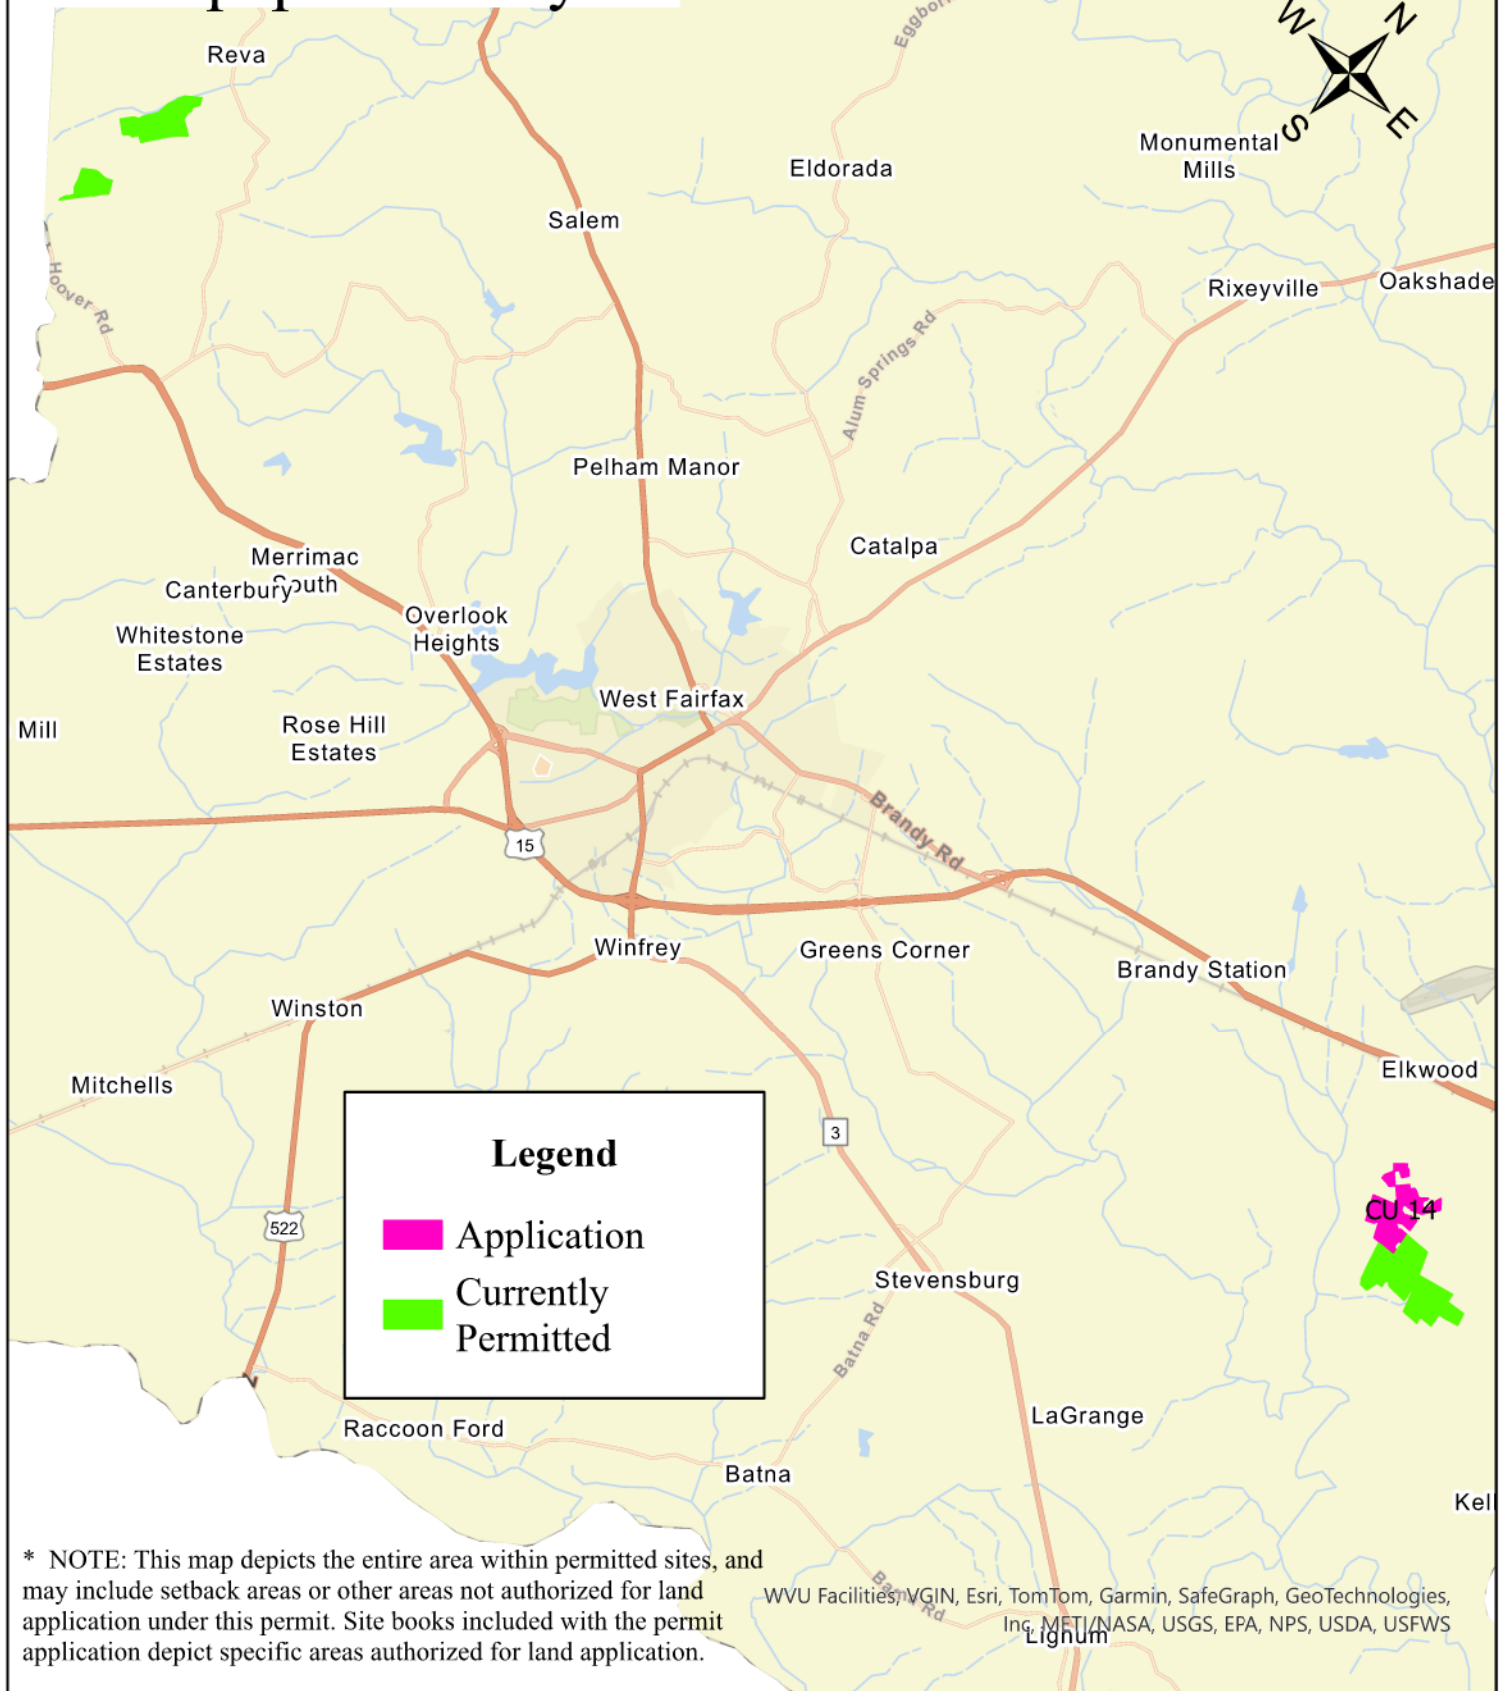 Reva
Eggborn
W
N
S
E
Monumental
Mills
Eldorada
Salem
Hoover Rd
Rixeyville
Oakshade
Alum Springs Rd
Pelham Manor
Catalpa
Merrimac
South
Canterbury
Overlook
Heights
Whitestone
Estates
West Fairfax
Mill
Rose Hill
Estates
Brandy Rd
15
Winfrey
Greens Corner
Brandy Station
Winston
Mitchells
Elkwood
3
Legend
Application
Currently
Permitted
522
CU 14
Stevensburg
Batna Rd
LaGrange
Raccoon Ford
Batna
Kell
* NOTE: This map depicts the entire area within permitted sites, and
may include setback areas or other areas not authorized for land
application under this permit. Site books included with the permit
application depict specific areas authorized for land application.
Rd
WVU Facilities, VGIN, Esri, TomTom, Garmin, SafeGraph, GeoTechnologies,
Inc, METI/NASA, USGS, EPA, NPS, USDA, USFWS
Lignum